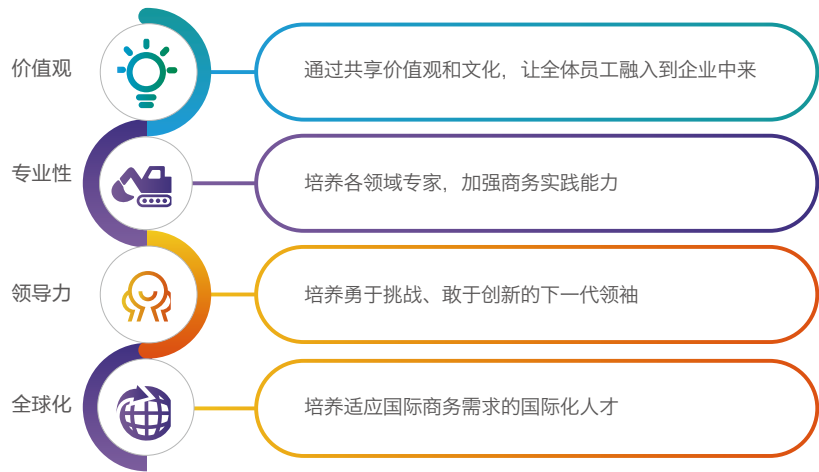 价值观
通过共享价值观和文化，让全体员工融入到企业中来
专业性
培养各领域专家，加强商务实践能力
领导力
培养勇于挑战、敢于创新的下一代领袖
全球化
培养适应国际商务需求的国际化人才